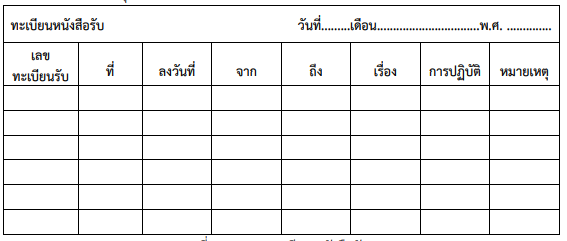 ทะเบียนหนังสือรับ วันที่.........เดือน................................พ.ศ. ..............
เลข
ทะเบียนรับ ที่ ลงวันที่ จาก ถึง เรื่อง การปฏิบัติ หมายเหตุ